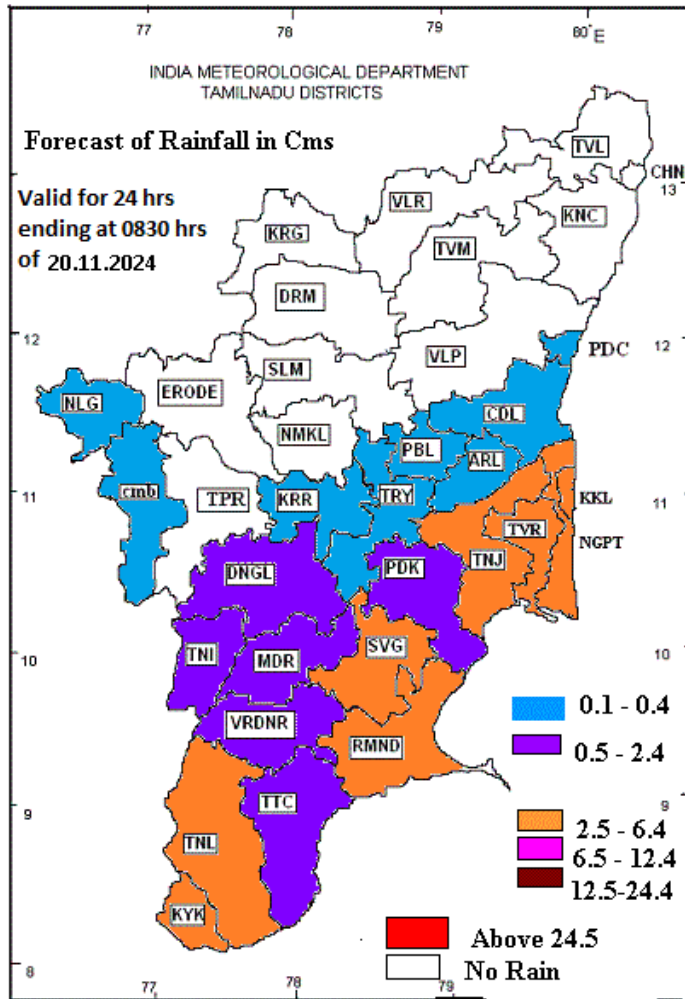 77 78 79 80° E
INDIA METEOROLOGICAL DEPARTMENT
TAMILNADU DISTRICTS
Forecast of Rainfall in Cms
TVL
CHN
13
Valid for 24 hrs
ending at 0830 hrs
of 20.11.2024
VLR
KNC
KRG
TVM
DRM
12
12
PDC
VLP
SLM
ERODE
NLG
CDL
NMKL
PBL
ARL
11
cmb
TPR
KRR
TRY
KKL
11
TVR
NGPT
TNJ
DNGL
PDK
10
TNI
MDR
SVG
10
0.1 - 0.4
VRDNR
0.5 - 2.4
RMND
9
TTC
9
2.5 - 6.4
TNL
6.5 - 12.4
12.5-24.4
KYK
Above 24.5
8
No Rain
77 78 79